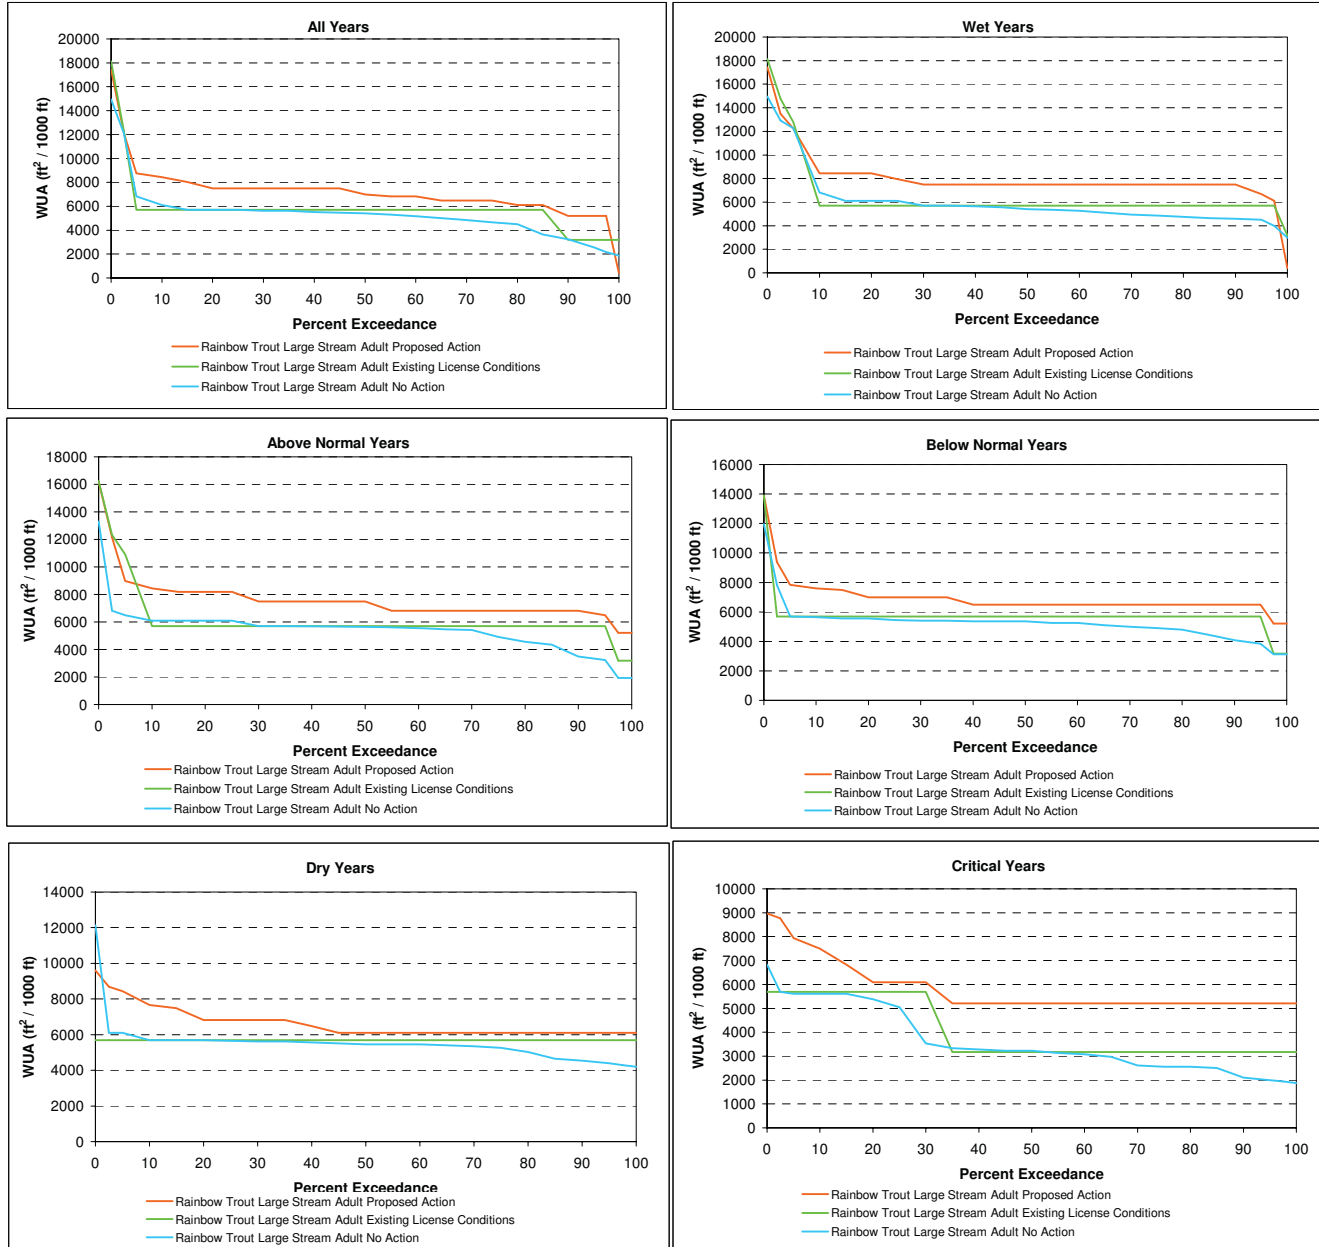 All Years
WUA (ft² / 1000 ft)
20000
18000
16000
14000
12000
10000
8000
6000
4000
2000
0
0 10 20 30 40 50 60 70 80 90 100
Percent Exceedance
Rainbow Trout Large Stream Adult Proposed Action
Rainbow Trout Large Stream Adult Existing License Conditions
Rainbow Trout Large Stream Adult No Action
Wet Years
WUA (ft² / 1000 ft)
20000
18000
16000
14000
12000
10000
8000
6000
4000
2000
0
0 10 20 30 40 50 60 70 80 90 100
Percent Exceedance
Rainbow Trout Large Stream Adult Proposed Action
Rainbow Trout Large Stream Adult Existing License Conditions
Rainbow Trout Large Stream Adult No Action
Above Normal Years
WUA (ft² / 1000 ft)
18000
16000
14000
12000
10000
8000
6000
4000
2000
0
0 10 20 30 40 50 60 70 80 90 100
Percent Exceedance
Rainbow Trout Large Stream Adult Proposed Action
Rainbow Trout Large Stream Adult Existing License Conditions
Rainbow Trout Large Stream Adult No Action
Below Normal Years
WUA (ft² / 1000 ft)
16000
14000
12000
10000
8000
6000
4000
2000
0
0 10 20 30 40 50 60 70 80 90 100
Percent Exceedance
Rainbow Trout Large Stream Adult Proposed Action
Rainbow Trout Large Stream Adult Existing License Conditions
Rainbow Trout Large Stream Adult No Action
Dry Years
WUA (ft² / 1000 ft)
14000
12000
10000
8000
6000
4000
2000
0
0 10 20 30 40 50 60 70 80 90 100
Percent Exceedance
Rainbow Trout Large Stream Adult Proposed Action
Rainbow Trout Large Stream Adult Existing License Conditions
Rainbow Trout Large Stream Adult No Action
Critical Years
WUA (ft² / 1000 ft)
10000
9000
8000
7000
6000
5000
4000
3000
2000
1000
0
0 10 20 30 40 50 60 70 80 90 100
Percent Exceedance
Rainbow Trout Large Stream Adult Proposed Action
Rainbow Trout Large Stream Adult Existing License Conditions
Rainbow Trout Large Stream Adult No Action